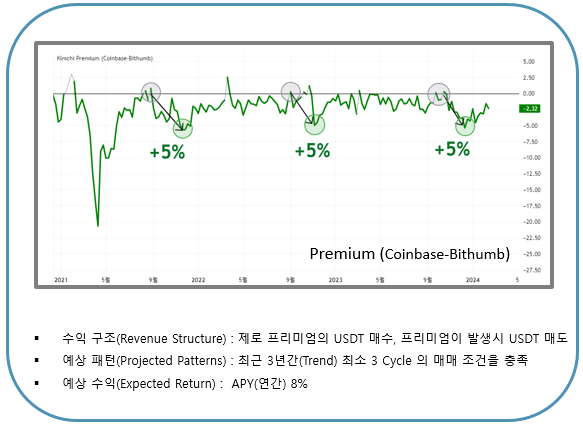 Kimchi Premium (Coinbase-Bithumb)
5.00
2.50
0.00
-2.32
-5.00
-7.50
-10.00
-12.50
-15.00
-17.50
-20.00
-22.50
-25.00
-27.50
+5%
+5%
+5%
Premium (Coinbase-Bithumb)
2021 5월 9월 2022 5월 9월 2023 5월 9월 2024 5
▪ 수익 구조(Revenue Structure) : 제로 프리미엄의 USDT 매수, 프리미엄이 발생시 USDT 매도
▪ 예상 패턴(Projected Patterns) : 최근 3년간(Trend) 최소 3 Cycle 의 매매 조건을 충족
▪ 예상 수익(Expected Return) : APY(연간) 8%